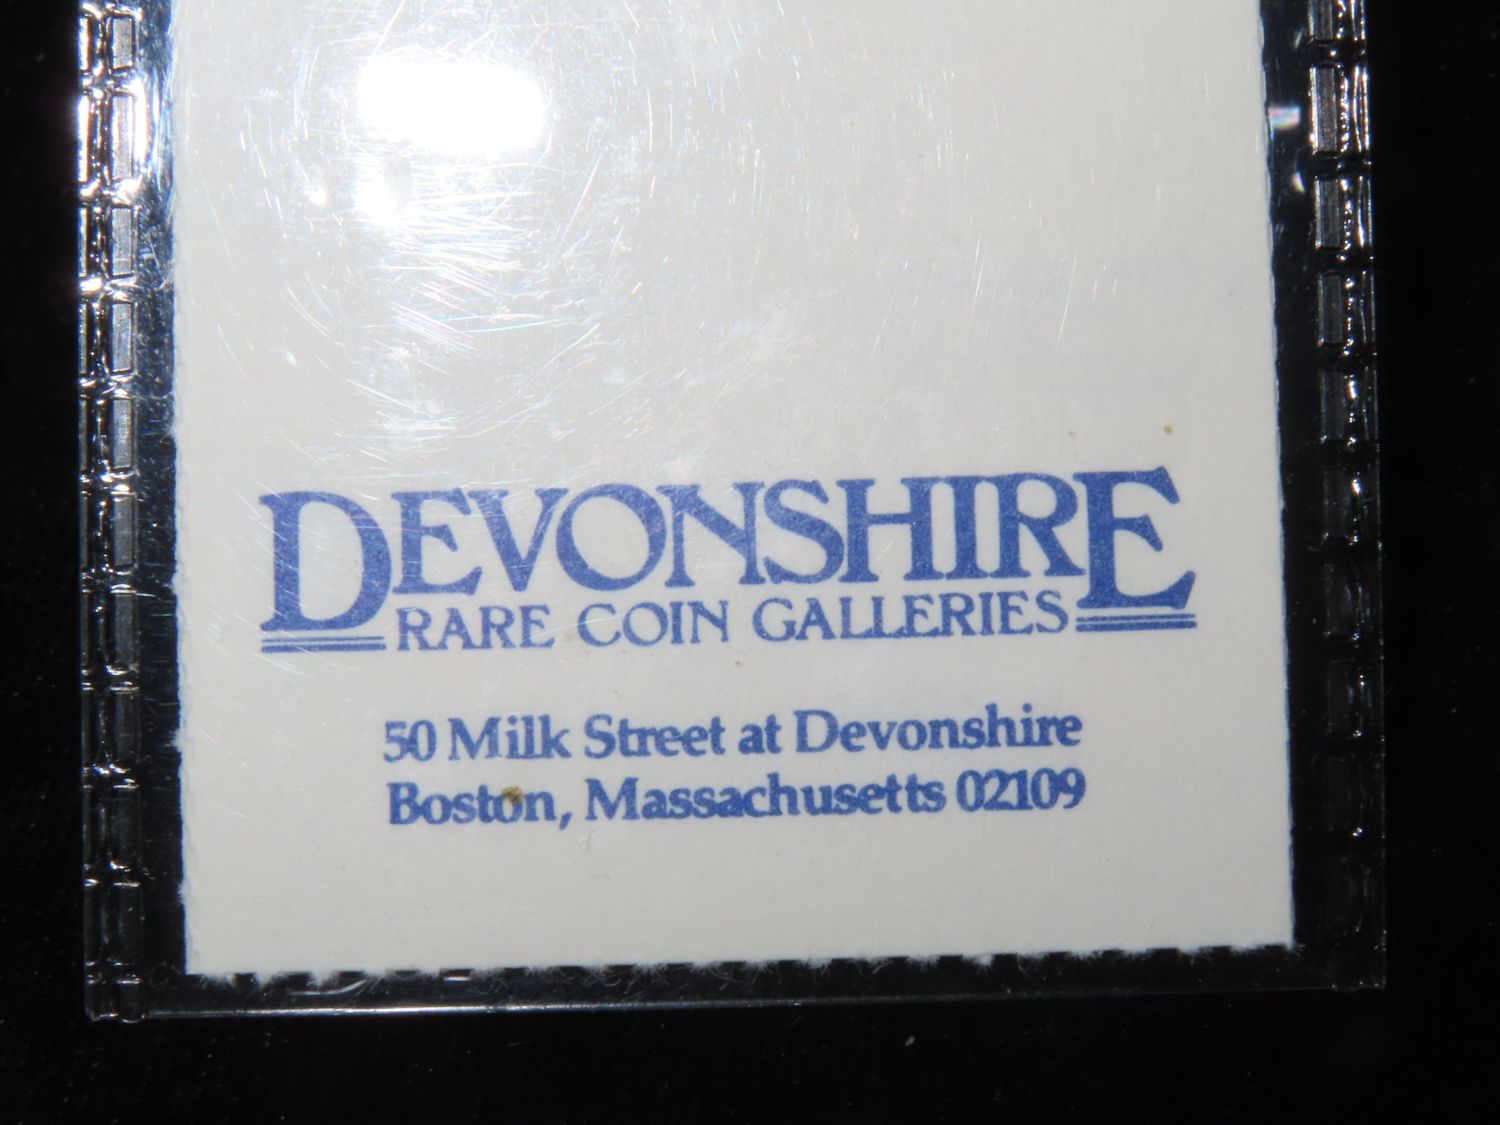 DEVONSHIRE
RARE COIN GALLERIES
50 Milk Street at Devonshire
Boston, Massachusetts 02109